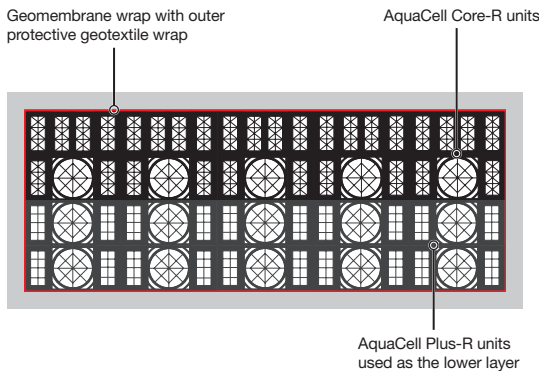 Geomembrane wrap with outer
protective geotextile wrap
AquaCell Core-R units
AquaCell Plus-R units
used as the lower layer